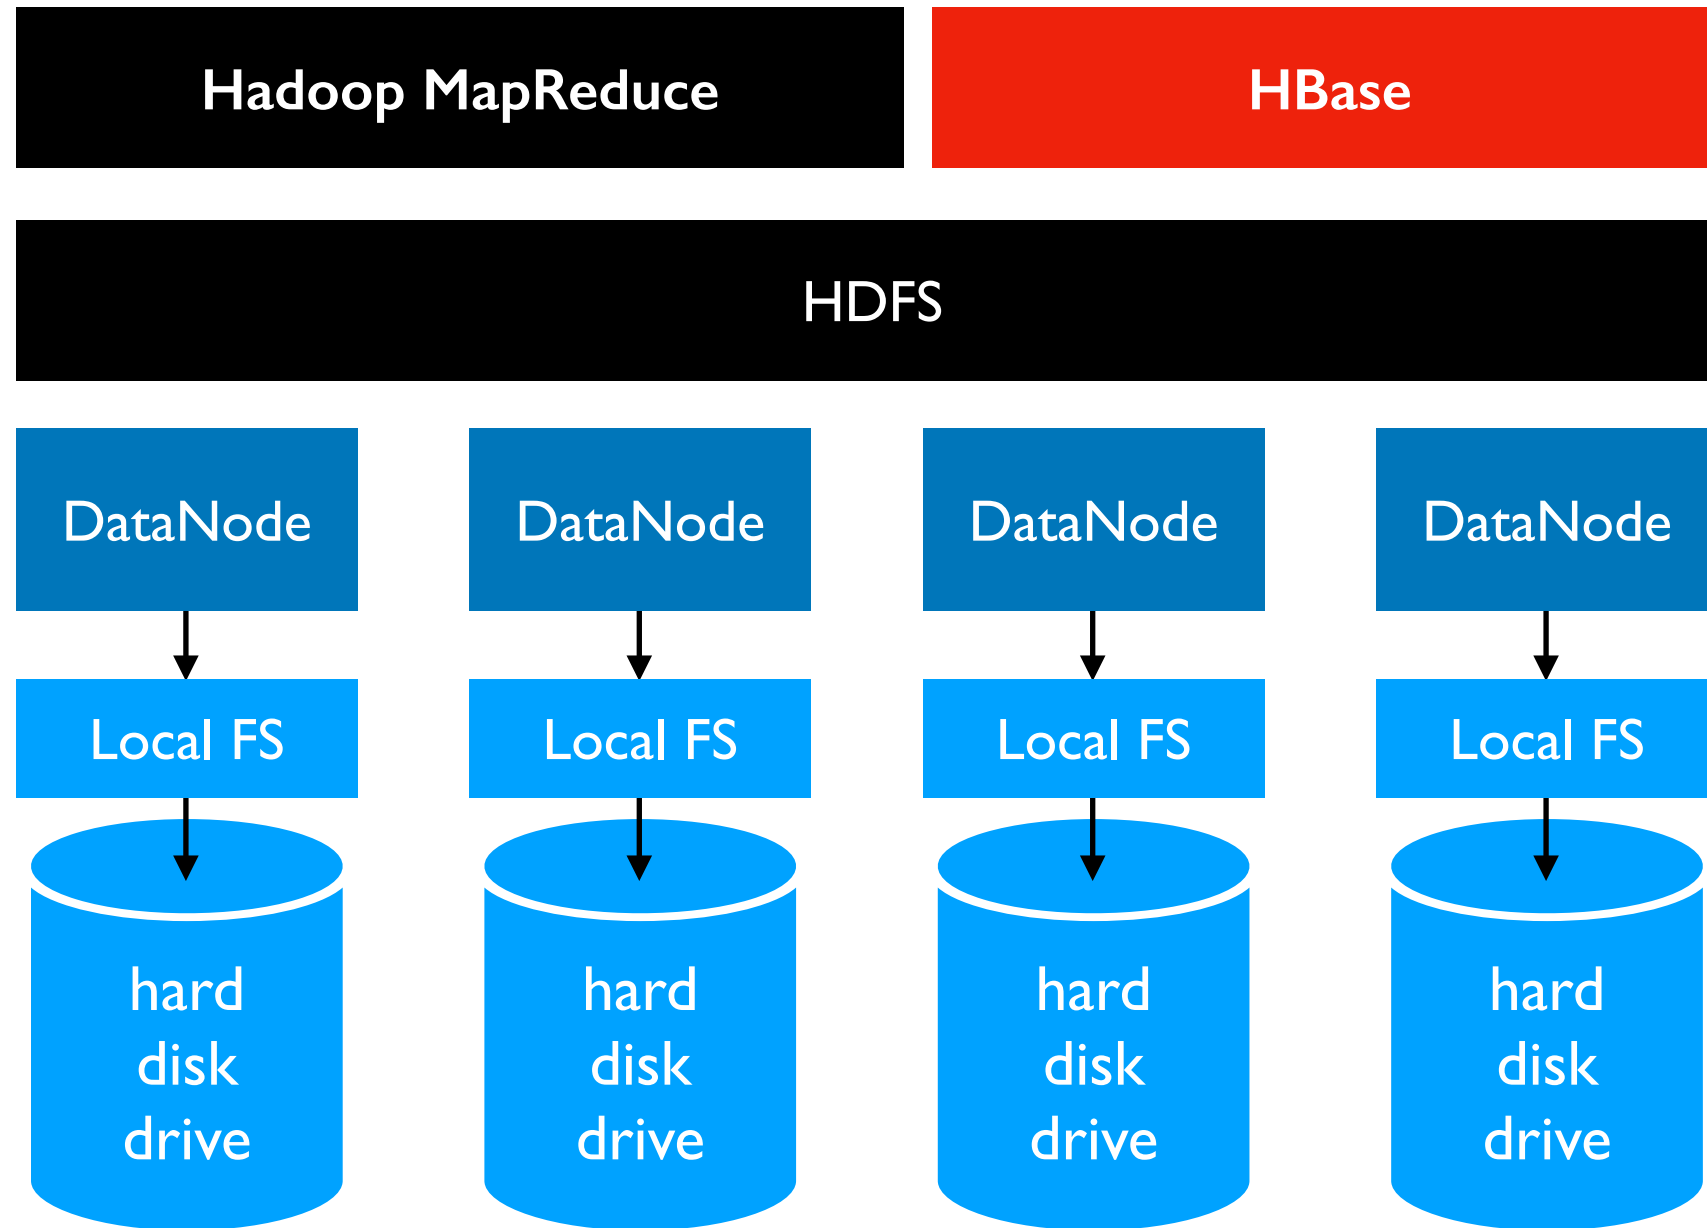 Hadoop MapReduce
HBase
HDFS
DataNode
DataNode
DataNode
DataNode
Local FS
Local FS
Local FS
Local FS
hard
disk
drive
hard
disk
drive
hard
disk
drive
hard
disk
drive